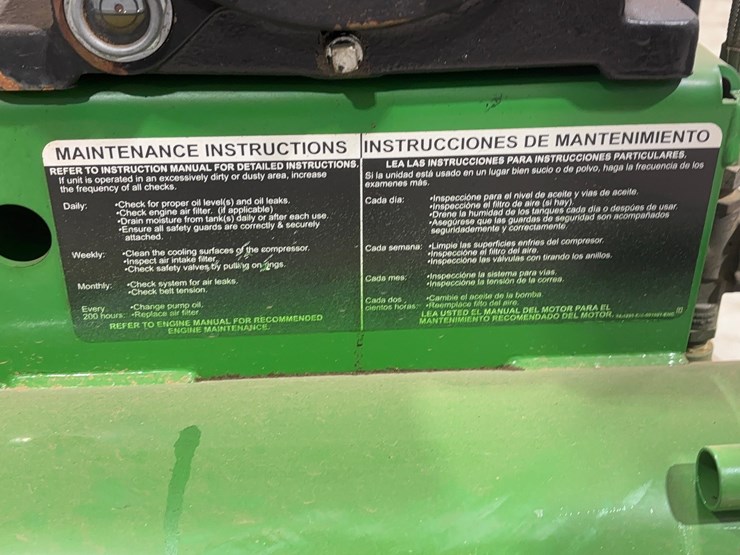 MAINTENANCE INSTRUCTIONS
REFER TO INSTRUCTION MANUAL FOR DETAILED INSTRUCTIONS.
If unit is operated in an excessively dirty or dusty area, increase
the frequency of all checks.
Daily: •Check for proper oil level(s) and oil leaks.
•Check engine air filter. (if applicable)
•Drain moisture from tank(s) daily or after each use.
•Ensure all safety guards are correctly & securely
attached.
Weekly: •Clean the cooling surfaces of the compressor.
•Inspect air intake filter.
•Check safety valves by pulling on rings.
Monthly: •Check system for air leaks.
•Check belt tension.
Every •Change pump oil.
200 hours: •Replace air filter
REFER TO ENGINE MANUAL FOR RECOMMENDED
ENGINE MAINTENANCE.
INSTRUCCIONES DE MANTENIMIENTO
LEA LAS INSTRUCCIONES PARA INSTRUCCIONES PARTICULARES.
Si la unidad está usado en un lugar bien sucio o de polvo, haga la frecuencia de los
examenes más.
Cada día: •Inspeccióne para el nivel de aceite y vias de aceite.
•Inspeccióne el filtro de aire (si hay).
•Drene la humedad de los tanques cada día o despúes de usar.
•Asegúrese que las guardas de seguridad son acompañados
seguridademente y correctamente.
Cada semana: •Limpie las superficies enfries del compresor.
•Inspeccióne el filtro del aire.
•Inspeccióne las válvulas con tirando los anillos.
Cada mes: •Inspeccióne la sistema para vías.
•Inspeccióne la tensión de la correa.
Cada dos •Cambie el aceite de la bomba.
cientos horas: •Reemplace filto del aire.
LEA USTED EL MANUAL DEL MOTOR PARA EL
MANTENIMIENTO RECOMENDADO DEL MOTOR.